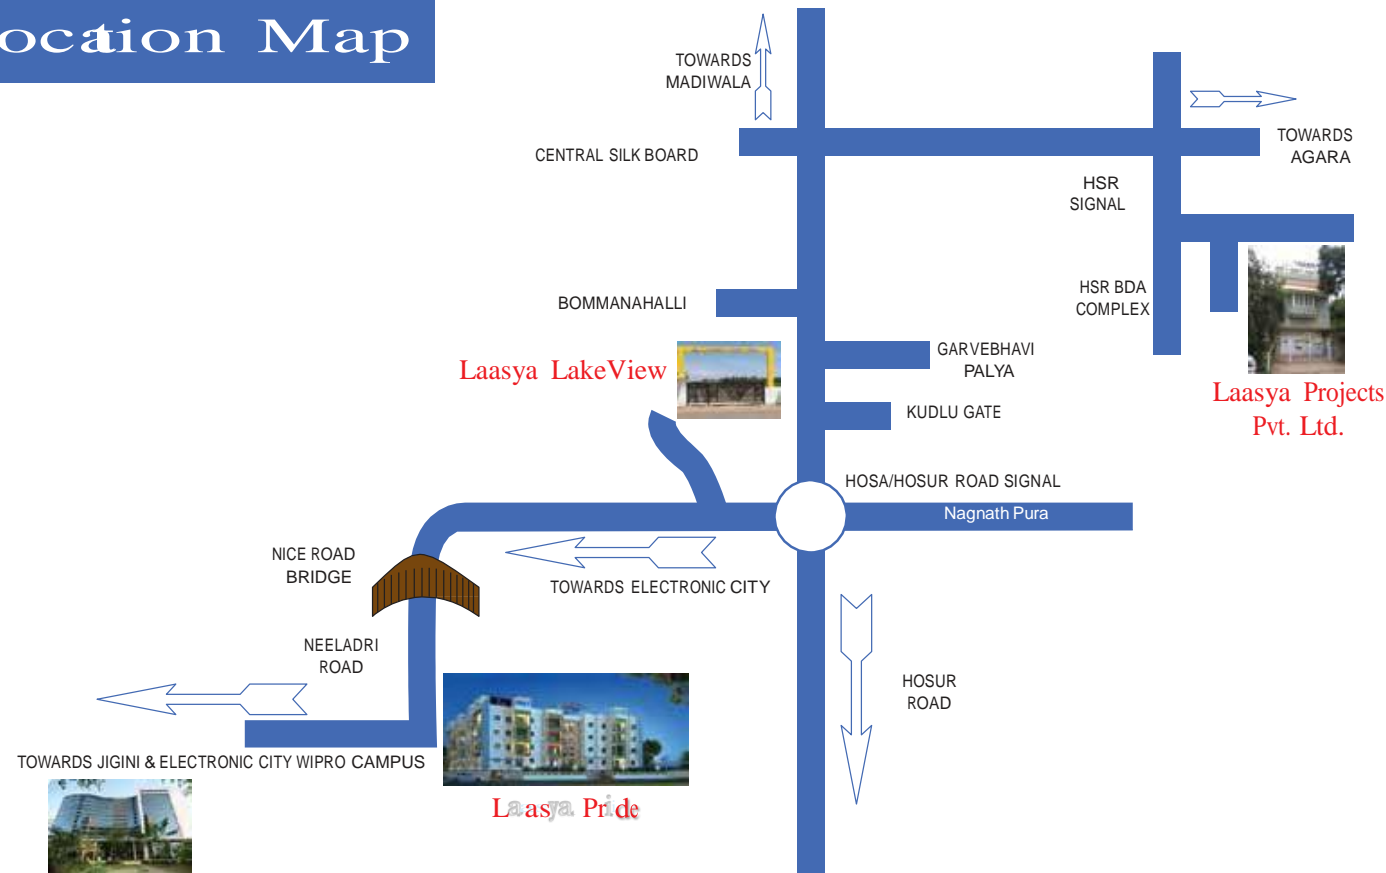 ocation Map
TOWARDS
MADIWALA
CENTRAL SILK BOARD
TOWARDS
AGARA
HSR
SIGNAL
BOMMANAHALLI
HSR BDA
COMPLEX
GARVEBHAVI
PALYA
Laasya LakeView
KUDLU GATE
Laasya Projects
Pvt. Ltd.
HOSA/HOSUR ROAD SIGNAL
Nagnath Pura
NICE ROAD
BRIDGE
TOWARDS ELECTRONIC CITY
NEELADRI
ROAD
HOSUR
ROAD
TOWARDS JIGINI & ELECTRONIC CITY WIPRO CAMPUS
Laasya Pride